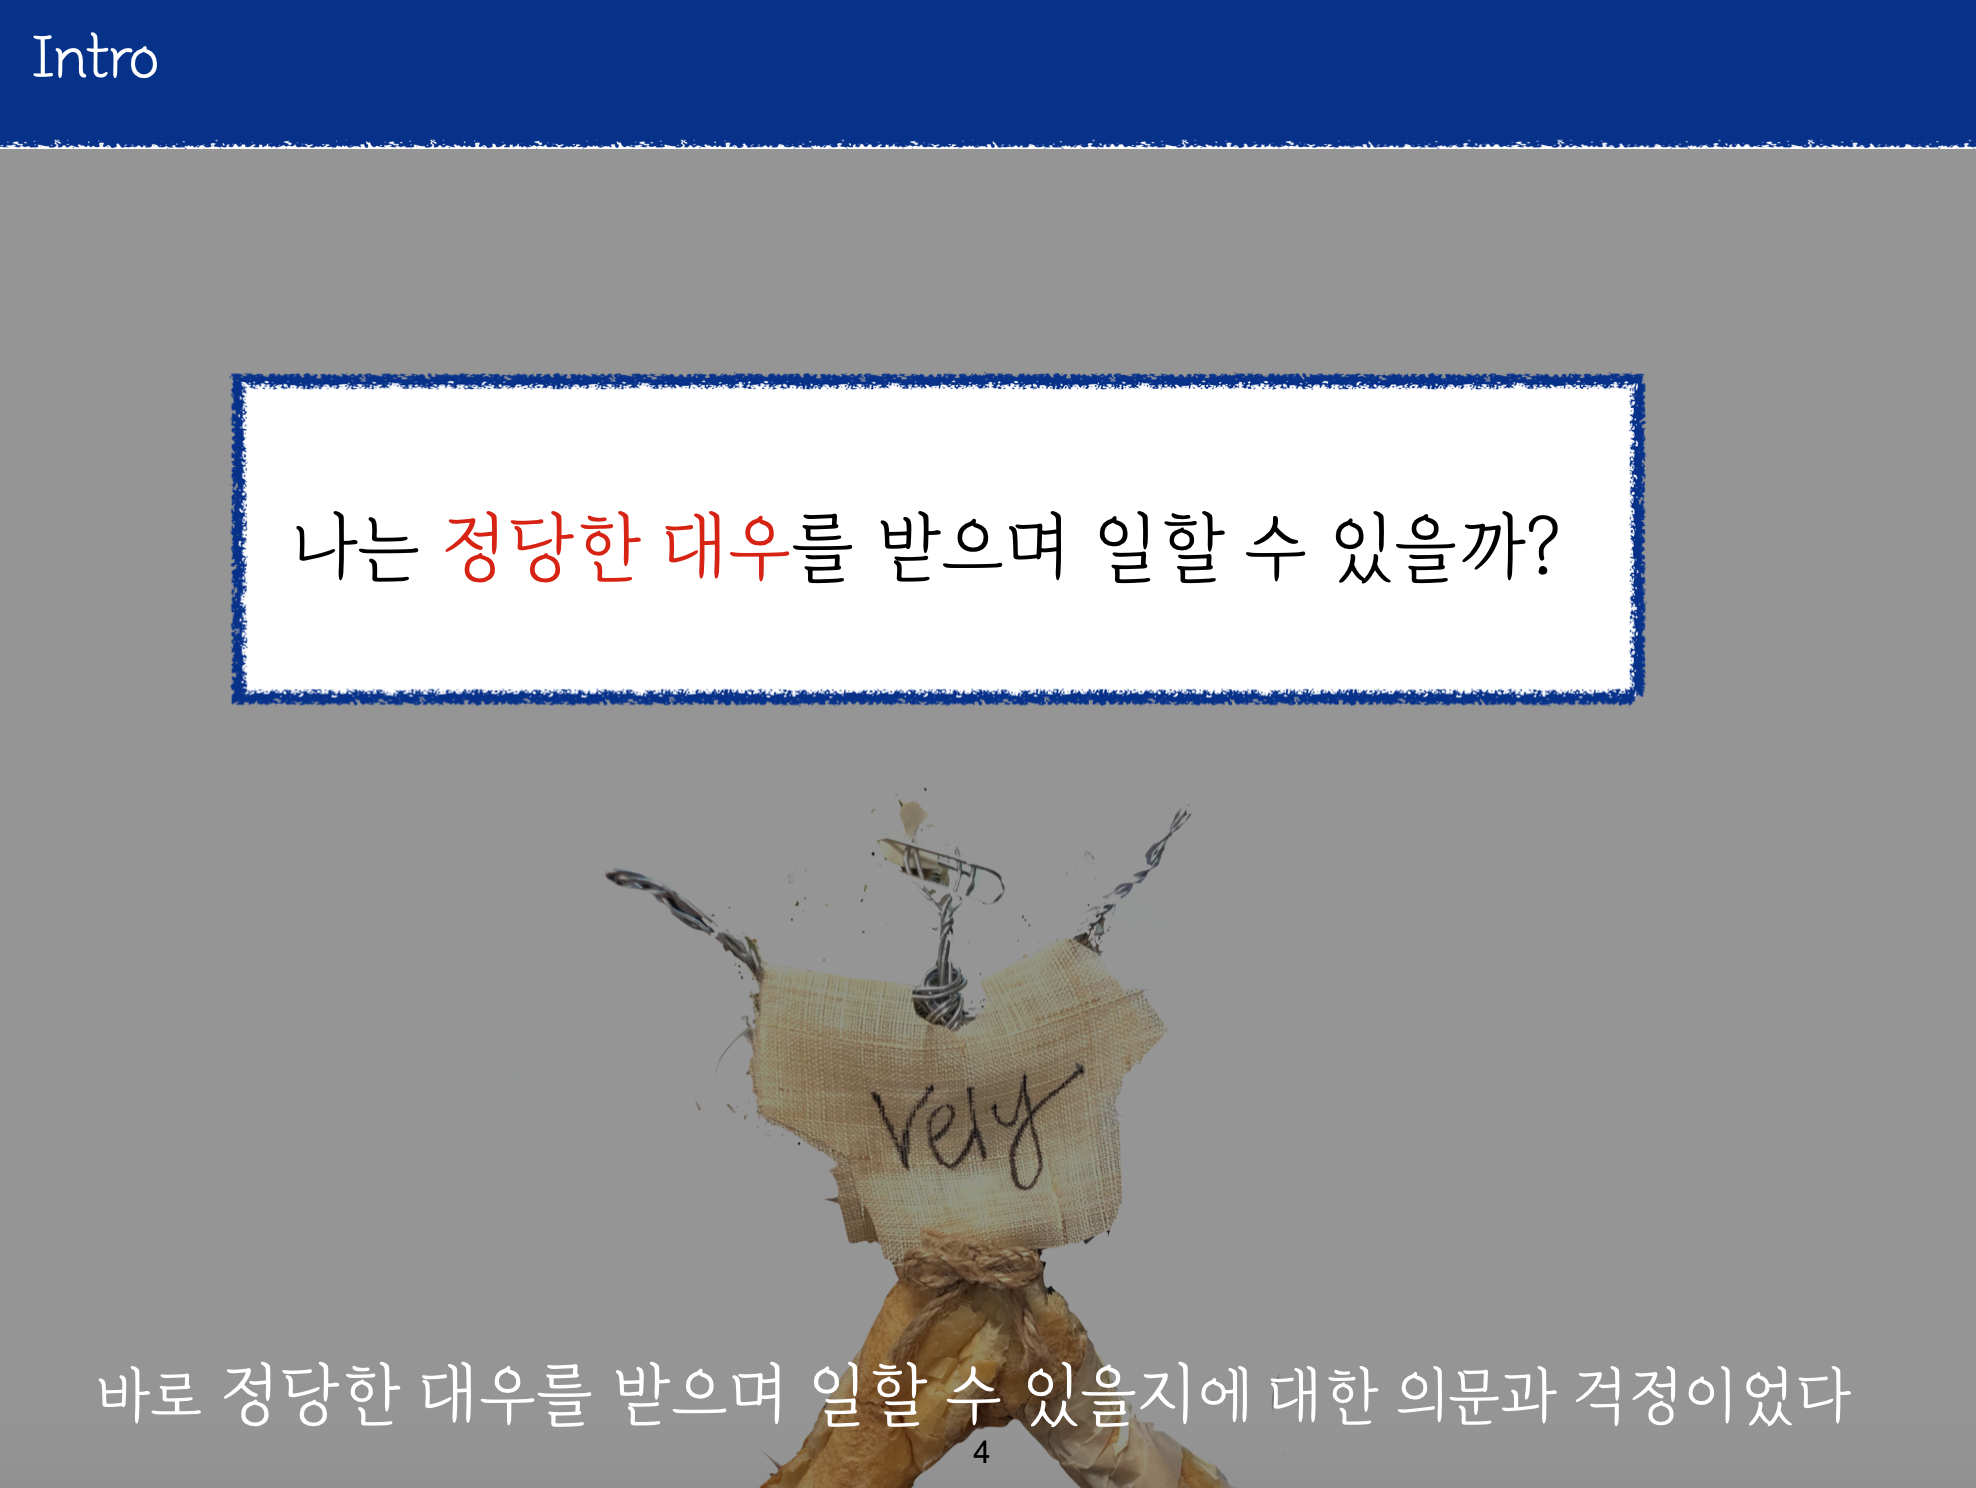 Intro
나는 정당한 대우를 받으며 일할 수 있을까?
Vely
바로 정당한 대우를 받으며 일할 수 있을지에 대한 의문과 걱정이었다
4